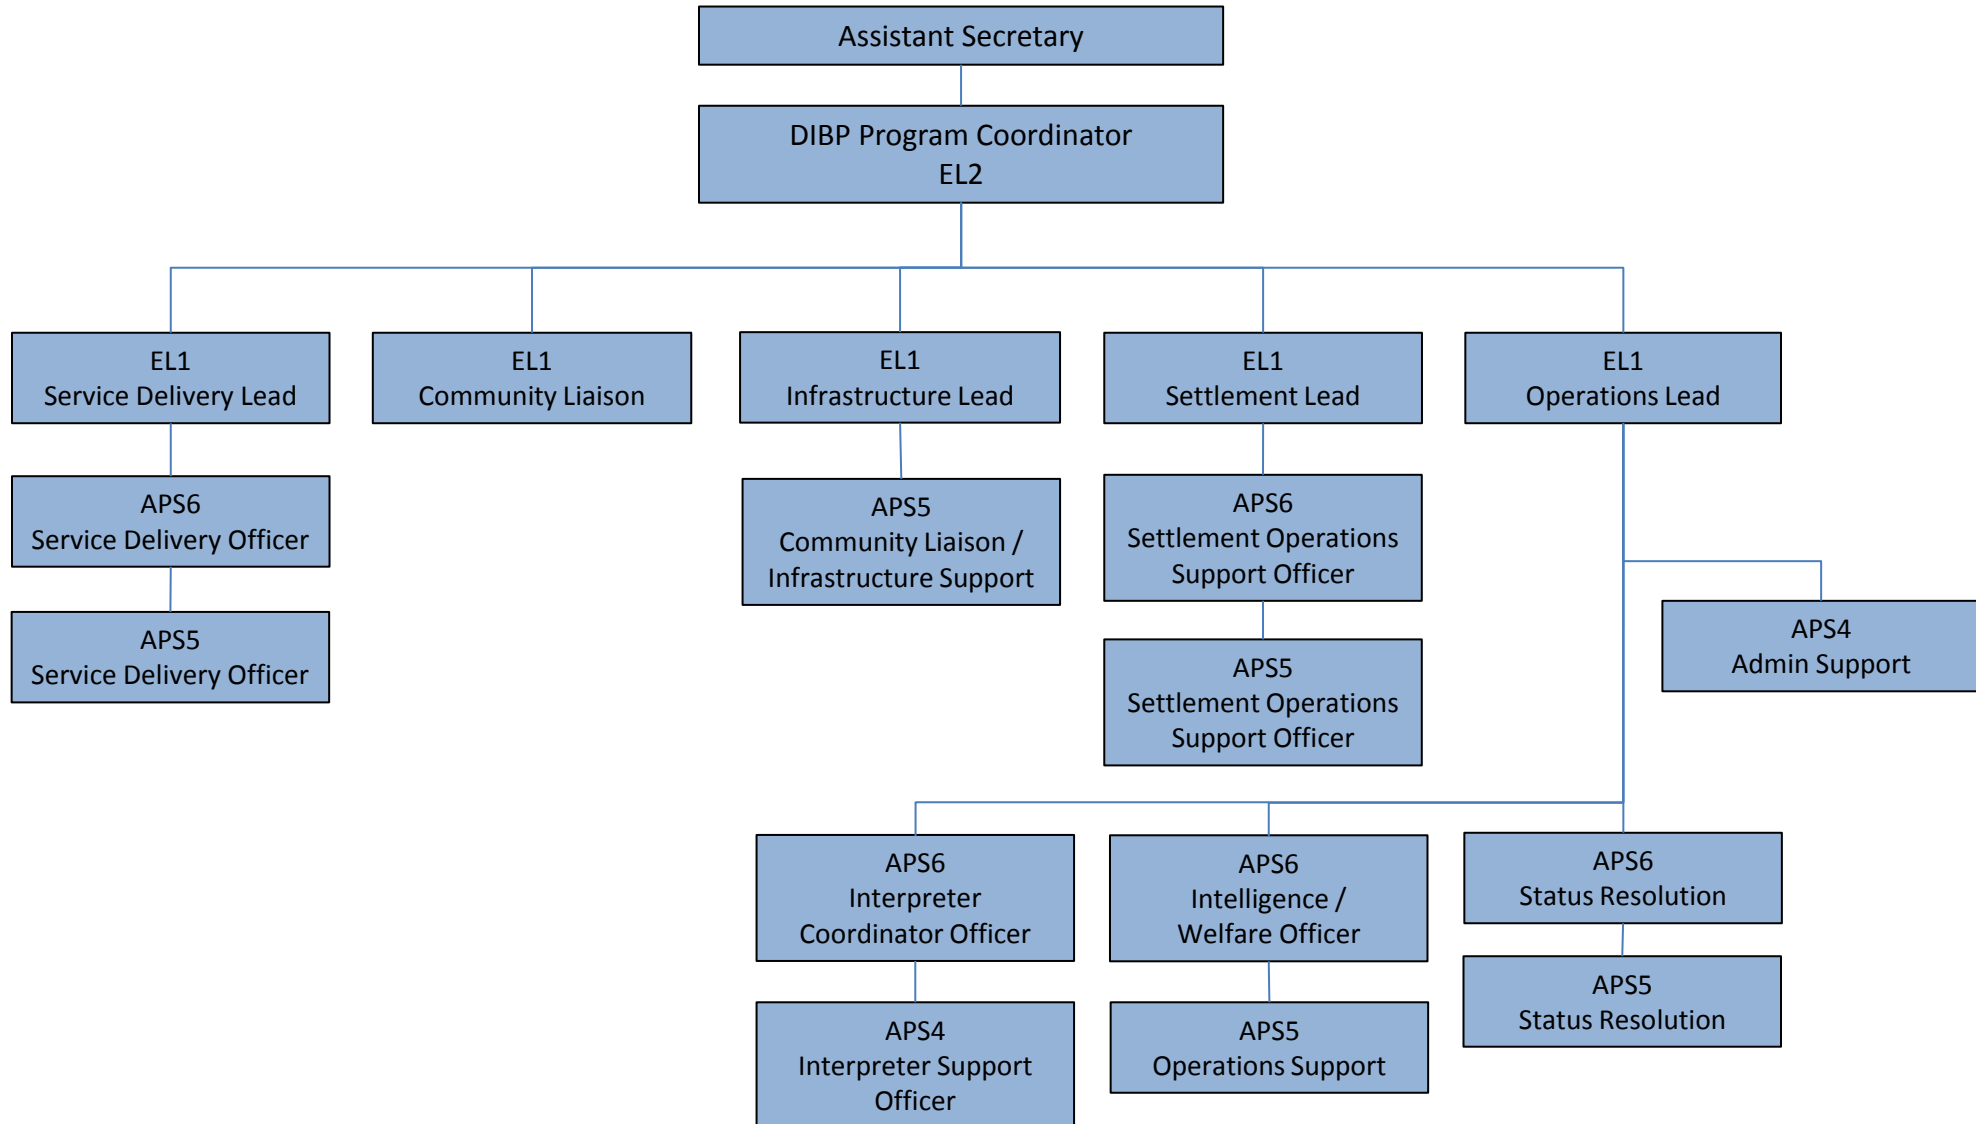 Assistant Secretary
DIBP Program Coordinator
EL2
EL1
Service Delivery Lead
EL1
Community Liaison
EL1
Infrastructure Lead
EL1
Settlement Lead
EL1
Operations Lead
APS6
Service Delivery Officer
APS5
Community Liaison /
Infrastructure Support
APS6
Settlement Operations
Support Officer
APS5
Service Delivery Officer
APS5
Settlement Operations
Support Officer
APS4
Admin Support
APS6
Interpreter
Coordinator Officer
APS6
Intelligence /
Welfare Officer
APS6
Status Resolution
APS4
Interpreter Support
Officer
APS5
Operations Support
APS5
Status Resolution